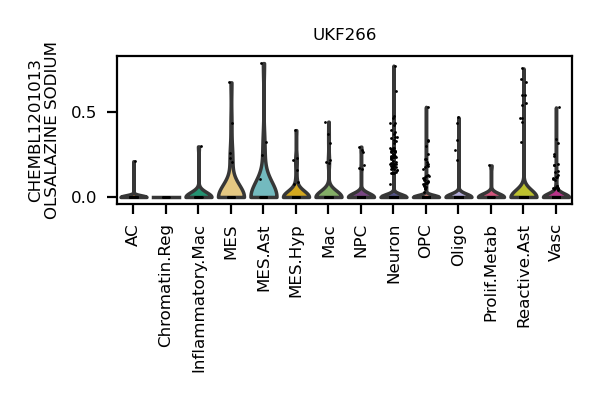 UKF266
CHEMBL1201013
OLSALAZINE SODIUM
0.5
0.0
AC
Chromatin.Reg
Inflammatory.Mac
MES
MES.Ast
MES.Hyp
Mac
NPC
Neuron
OPC
Oligo
Prolif.Metab
Reactive.Ast
Vasc